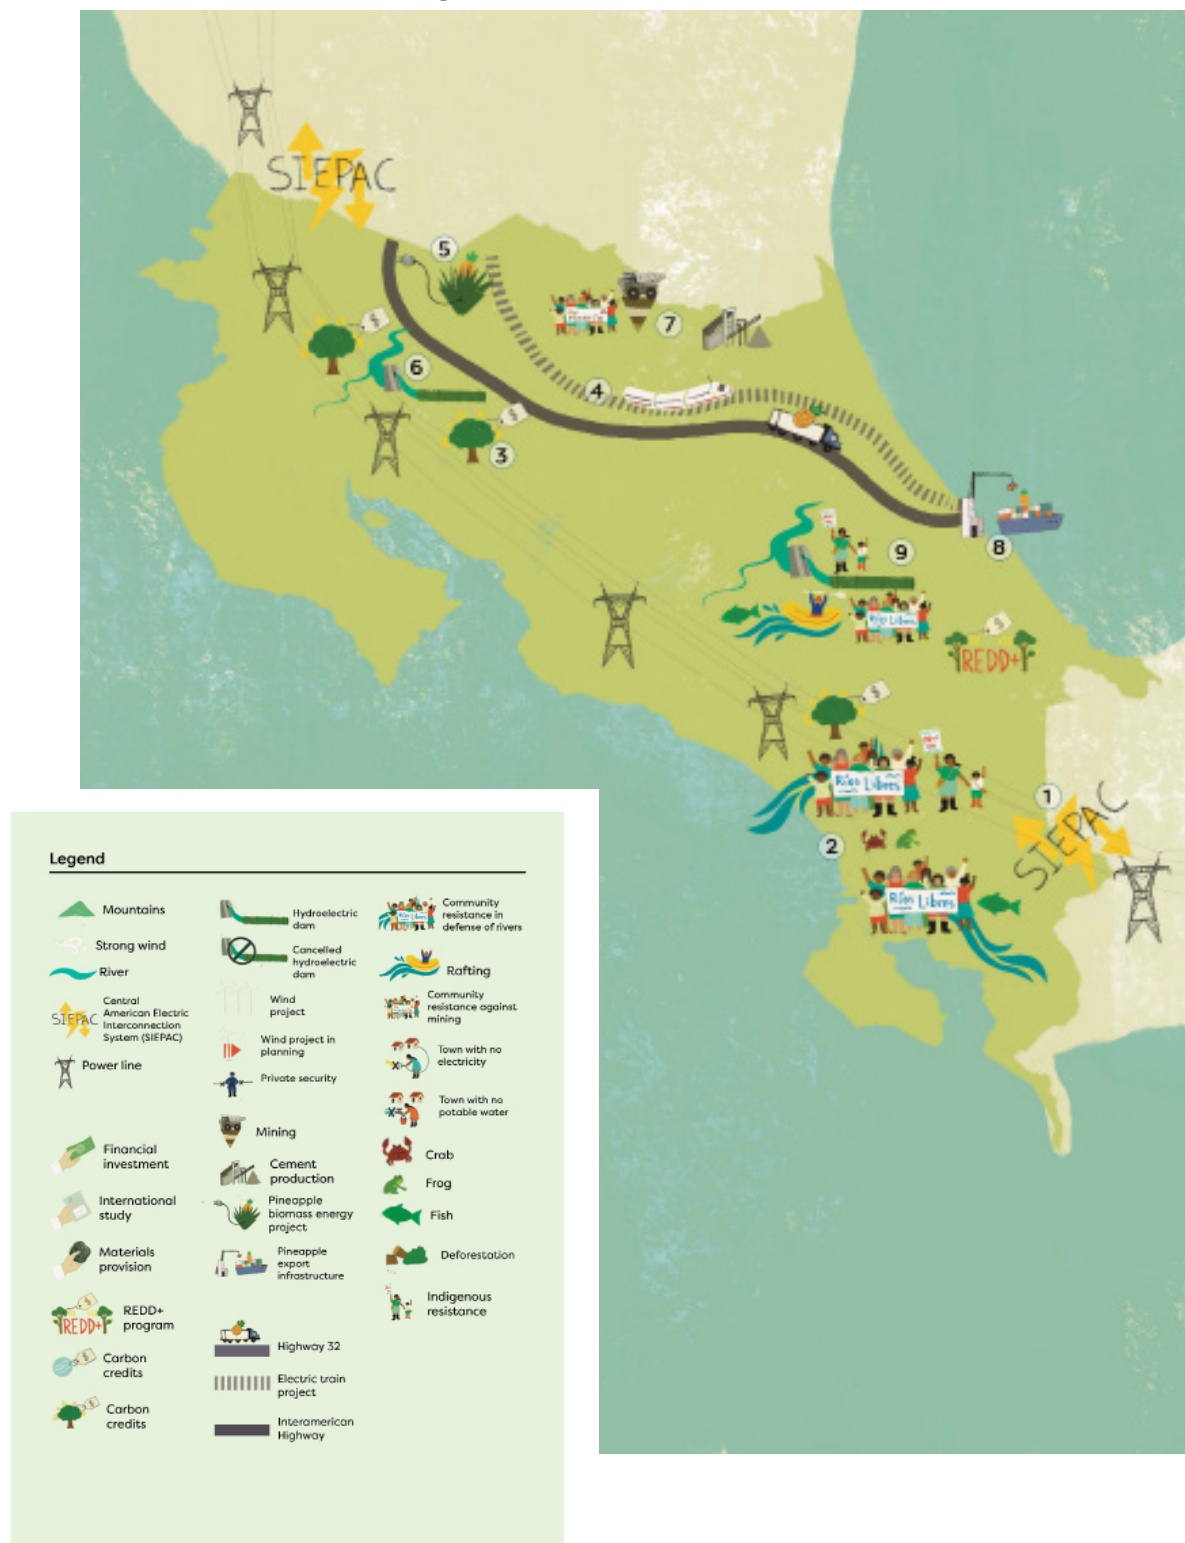 SIEPAC
5
7
6
4
3
8
9
Ríos Libres
REDD+
$
$
$
$
Ríos Libres
1
SIEPAC
2
Ríos Libres
Legend
Mountains
Strong wind
River
SIEPAC
Central
American Electric
Interconnection
System (SIEPAC)
Power line
Financial
investment
International
study
Materials
provision
REDD+
$
REDD+
program
$
Carbon
credits
$
Carbon
credits
Hydroelectric
dam
Cancelled
hydroelectric
dam
Wind
project
Wind project in
planning
Private security
Mining
Cement
production
Pineapple
biomass energy
project
Pineapple
export
infrastructure
Highway 32
Electric train
project
Interamerican
Highway
Ríos Libres
Community
resistance in
defense of rivers
Rafting
Community
resistance against
mining
Town with no
electricity
Town with no
potable water
Crab
Frog
Fish
Deforestation
Indigenous
resistance